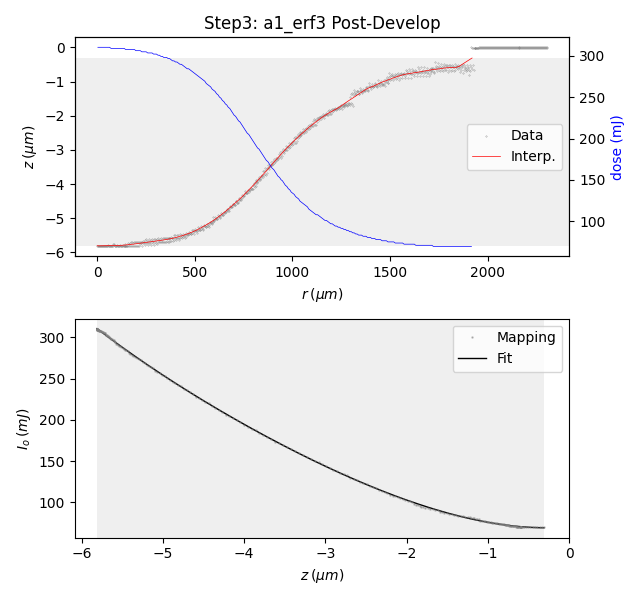 Step3: a1_erf3 Post-Develop
0
−1
−2
−3
−4
−5
−6
z (μm)
300
250
200
150
100
dose (mJ)
Data
Interp.
0 500 1000 1500 2000
r (μm)
300
250
200
150
100
I_o (mJ)
Mapping
Fit
−6 −5 −4 −3 −2 −1 0
z (μm)